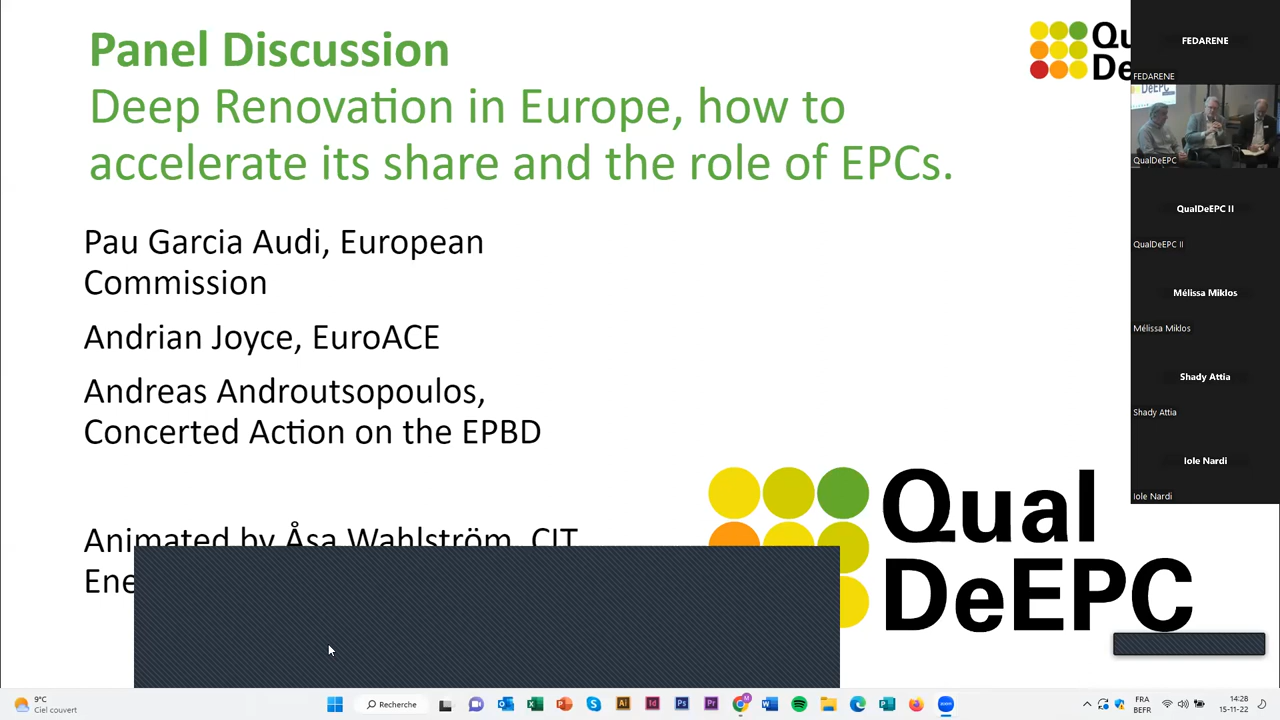 Panel Discussion
Deep Renovation in Europe, how to
accelerate its share and the role of EPCs.
Pau Garcia Audi, European
Commission
Andrian Joyce, EuroACE
Andreas Androutsopoulos,
Concerted Action on the EPBD
Animated by Åsa Wahlström, CIT
Qual
DeEPC
FEDARENE
FEDARENE
QualDeEPC
QualDeEPC II
QualDeEPC II
Mélissa Miklos
Mélissa Miklos
Shady Attia
Shady Attia
Iole Nardi
Iole Nardi
9°C
Ciel couvert
Recherche
FRA
BEFR
14:28
15-11-22